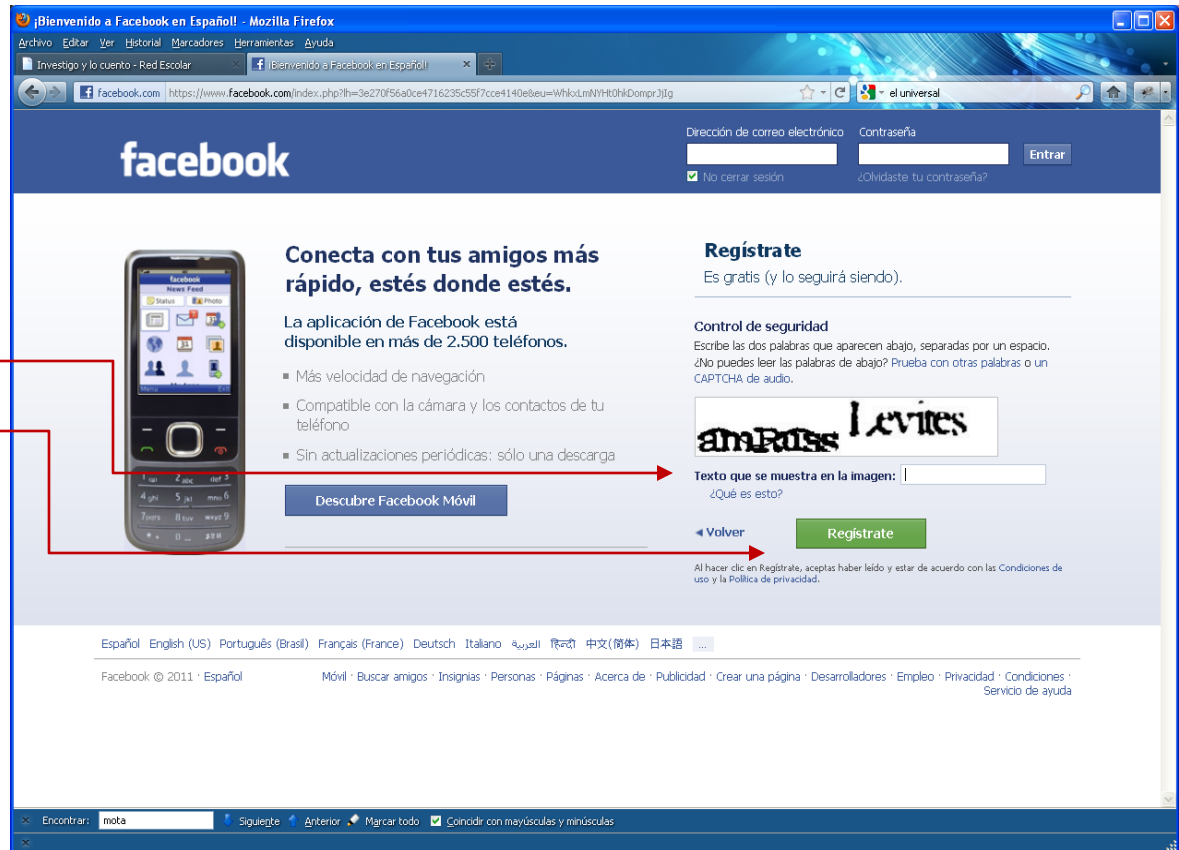 ¡Bienvenido a Facebook en Español! - Mozilla Firefox
Archivo Editar Ver Historial Marcadores Herramientas Ayuda
Investigo y lo cuento - Red Escolar
¡Bienvenido a Facebook en Español!
facebook.com https://www.facebook.com/index.php?lh=3e270f56a0ce4716235c55f7cce4140e&eu=WhkxLmNYHt0hkDomprJjIg
el universal
facebook
Dirección de correo electrónico Contraseña
Entrar
No cerrar sesión ¿Olvidaste tu contraseña?
facebook
News Feed
Status Photo
Menu Exit
Conecta con tus amigos más
rápido, estés donde estés.
La aplicación de Facebook está
disponible en más de 2.500 teléfonos.
Más velocidad de navegación
Compatible con la cámara y los contactos de tu
teléfono
Sin actualizaciones periódicas: sólo una descarga
Descubre Facebook Móvil
Regístrate
Es gratis (y lo seguirá siendo).
Control de seguridad
Escribe las dos palabras que aparecen abajo, separadas por un espacio.
¿No puedes leer las palabras de abajo? Prueba con otras palabras o un
CAPTCHA de audio.
Levites
Texto que se muestra en la imagen:
¿Qué es esto?
Volver
Regístrate
Al hacer clic en Regístrate, aceptas haber leído y estar de acuerdo con las Condiciones de
uso y la Política de privacidad.
Español English (US) Português (Brasil) Français (France) Deutsch Italiano العربية हिन्दी 中文(简体) 日本語 ...
Facebook © 2011 · Español
Móvil · Buscar amigos · Insignias · Personas · Páginas · Acerca de · Publicidad · Crear una página · Desarrolladores · Empleo · Privacidad · Condiciones ·
Servicio de ayuda
Encontrar: mota Siguiente Anterior Marcar todo Coincidir con mayúsculas y minúsculas